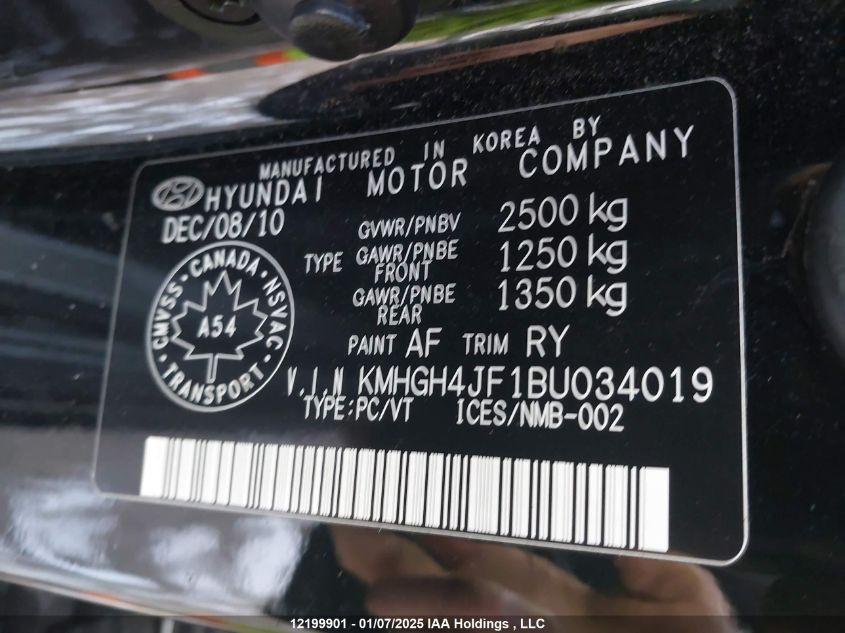 MANUFACTURED IN KOREA BY
HYUNDAI MOTOR COMPANY
DEC/08/10
GVWR/PNBV 2500 kg
TYPE GAWR/PNBE FRONT 1250 kg
GAWR/PNBE REAR 1350 kg
CMVSS · CANADA · NSVAC · TRANSPORT ·
A54
PAINT AF TRIM RY
V.I.N KMHGH4JF1BU034019
TYPE:PC/VT ICES/NMB-002
12199901 - 01/07/2025 IAA Holdings , LLC